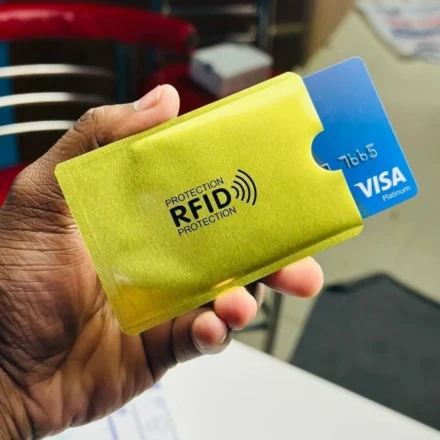 PROTECTION
RFID
PROTECTION
7665
VISA
Platinum